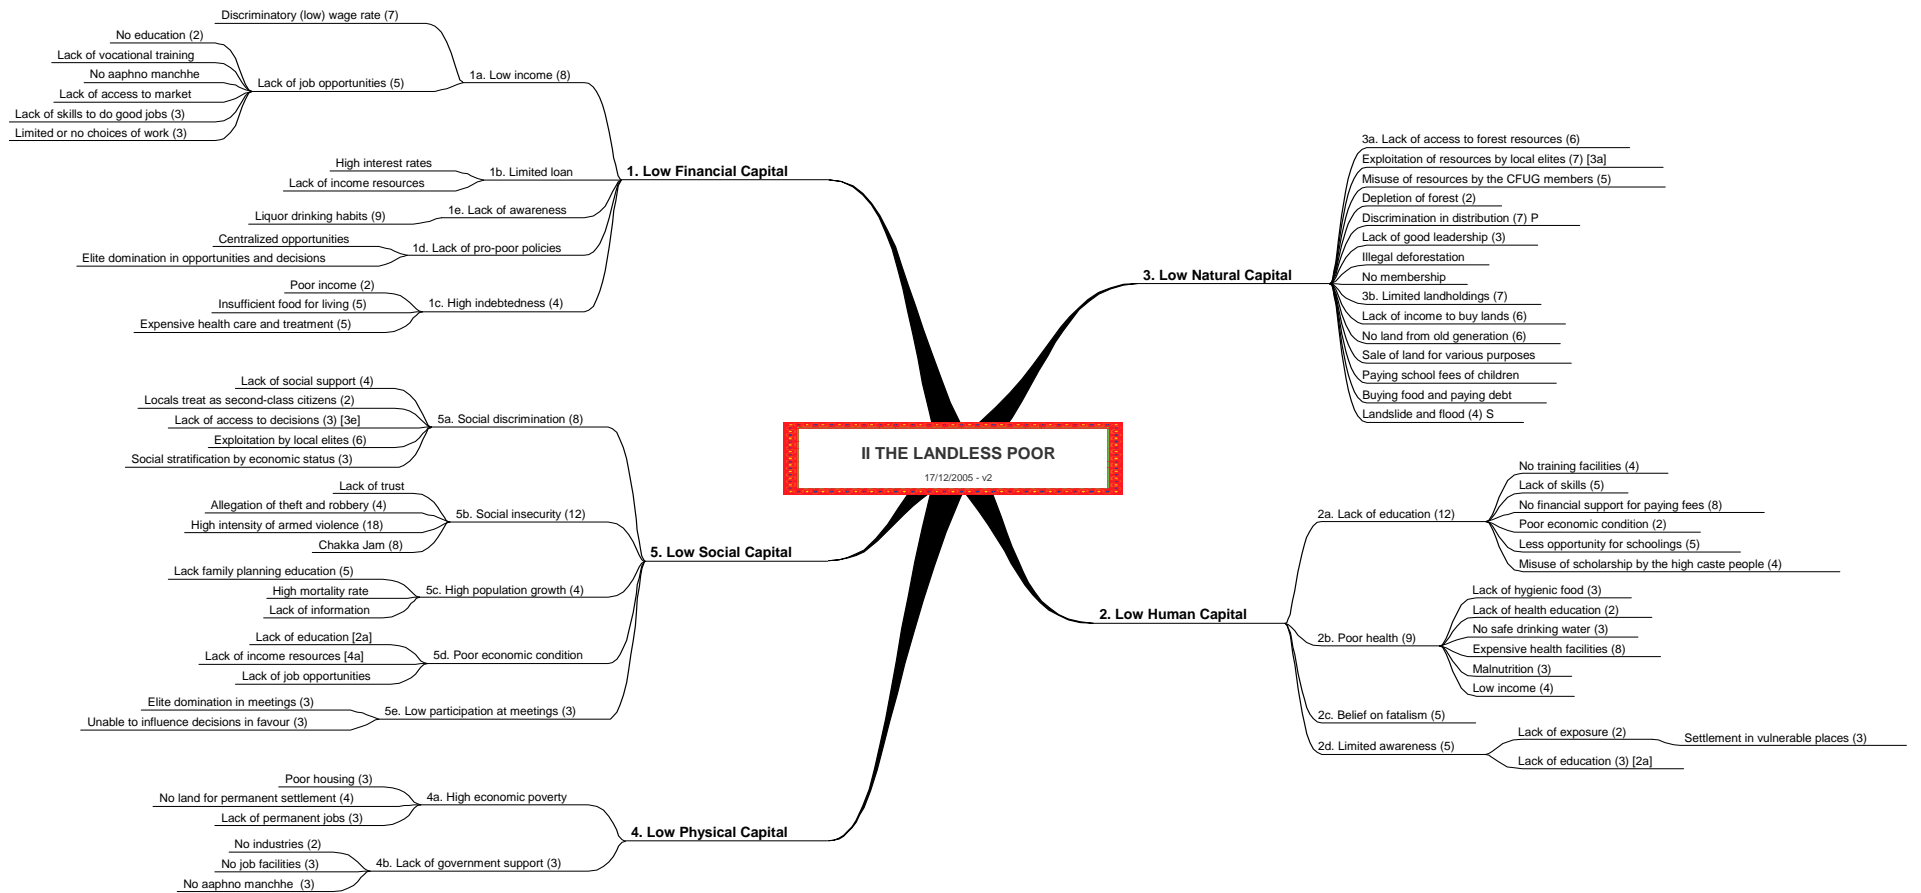 II THE LANDLESS POOR
17/12/2005 - v2
1. Low Financial Capital
1a. Low income (8)
Discriminatory (low) wage rate (7)
Lack of job opportunities (5)
No education (2)
Lack of vocational training
No aaphno manchhe
Lack of access to market
Lack of skills to do good jobs (3)
Limited or no choices of work (3)
1b. Limited loan
High interest rates
Lack of income resources
1e. Lack of awareness
Liquor drinking habits (9)
1d. Lack of pro-poor policies
Centralized opportunities
Elite domination in opportunities and decisions
1c. High indebtedness (4)
Poor income (2)
Insufficient food for living (5)
Expensive health care and treatment (5)
5. Low Social Capital
5a. Social discrimination (8)
Lack of social support (4)
Locals treat as second-class citizens (2)
Lack of access to decisions (3) [3e]
Exploitation by local elites (6)
Social stratification by economic status (3)
5b. Social insecurity (12)
Lack of trust
Allegation of theft and robbery (4)
High intensity of armed violence (18)
Chakka Jam (8)
5c. High population growth (4)
Lack family planning education (5)
High mortality rate
Lack of information
5d. Poor economic condition
Lack of education [2a]
Lack of income resources [4a]
Lack of job opportunities
5e. Low participation at meetings (3)
Elite domination in meetings (3)
Unable to influence decisions in favour (3)
4. Low Physical Capital
4a. High economic poverty
Poor housing (3)
No land for permanent settlement (4)
Lack of permanent jobs (3)
4b. Lack of government support (3)
No industries (2)
No job facilities (3)
No aaphno manchhe (3)
3. Low Natural Capital
3a. Lack of access to forest resources (6)
Exploitation of resources by local elites (7) [3a]
Misuse of resources by the CFUG members (5)
Depletion of forest (2)
Discrimination in distribution (7) P
Lack of good leadership (3)
Illegal deforestation
No membership
3b. Limited landholdings (7)
Lack of income to buy lands (6)
No land from old generation (6)
Sale of land for various purposes
Paying school fees of children
Buying food and paying debt
Landslide and flood (4) S
2. Low Human Capital
2a. Lack of education (12)
No training facilities (4)
Lack of skills (5)
No financial support for paying fees (8)
Poor economic condition (2)
Less opportunity for schoolings (5)
Misuse of scholarship by the high caste people (4)
2b. Poor health (9)
Lack of hygienic food (3)
Lack of health education (2)
No safe drinking water (3)
Expensive health facilities (8)
Malnutrition (3)
Low income (4)
2c. Belief on fatalism (5)
2d. Limited awareness (5)
Lack of exposure (2)
Settlement in vulnerable places (3)
Lack of education (3) [2a]